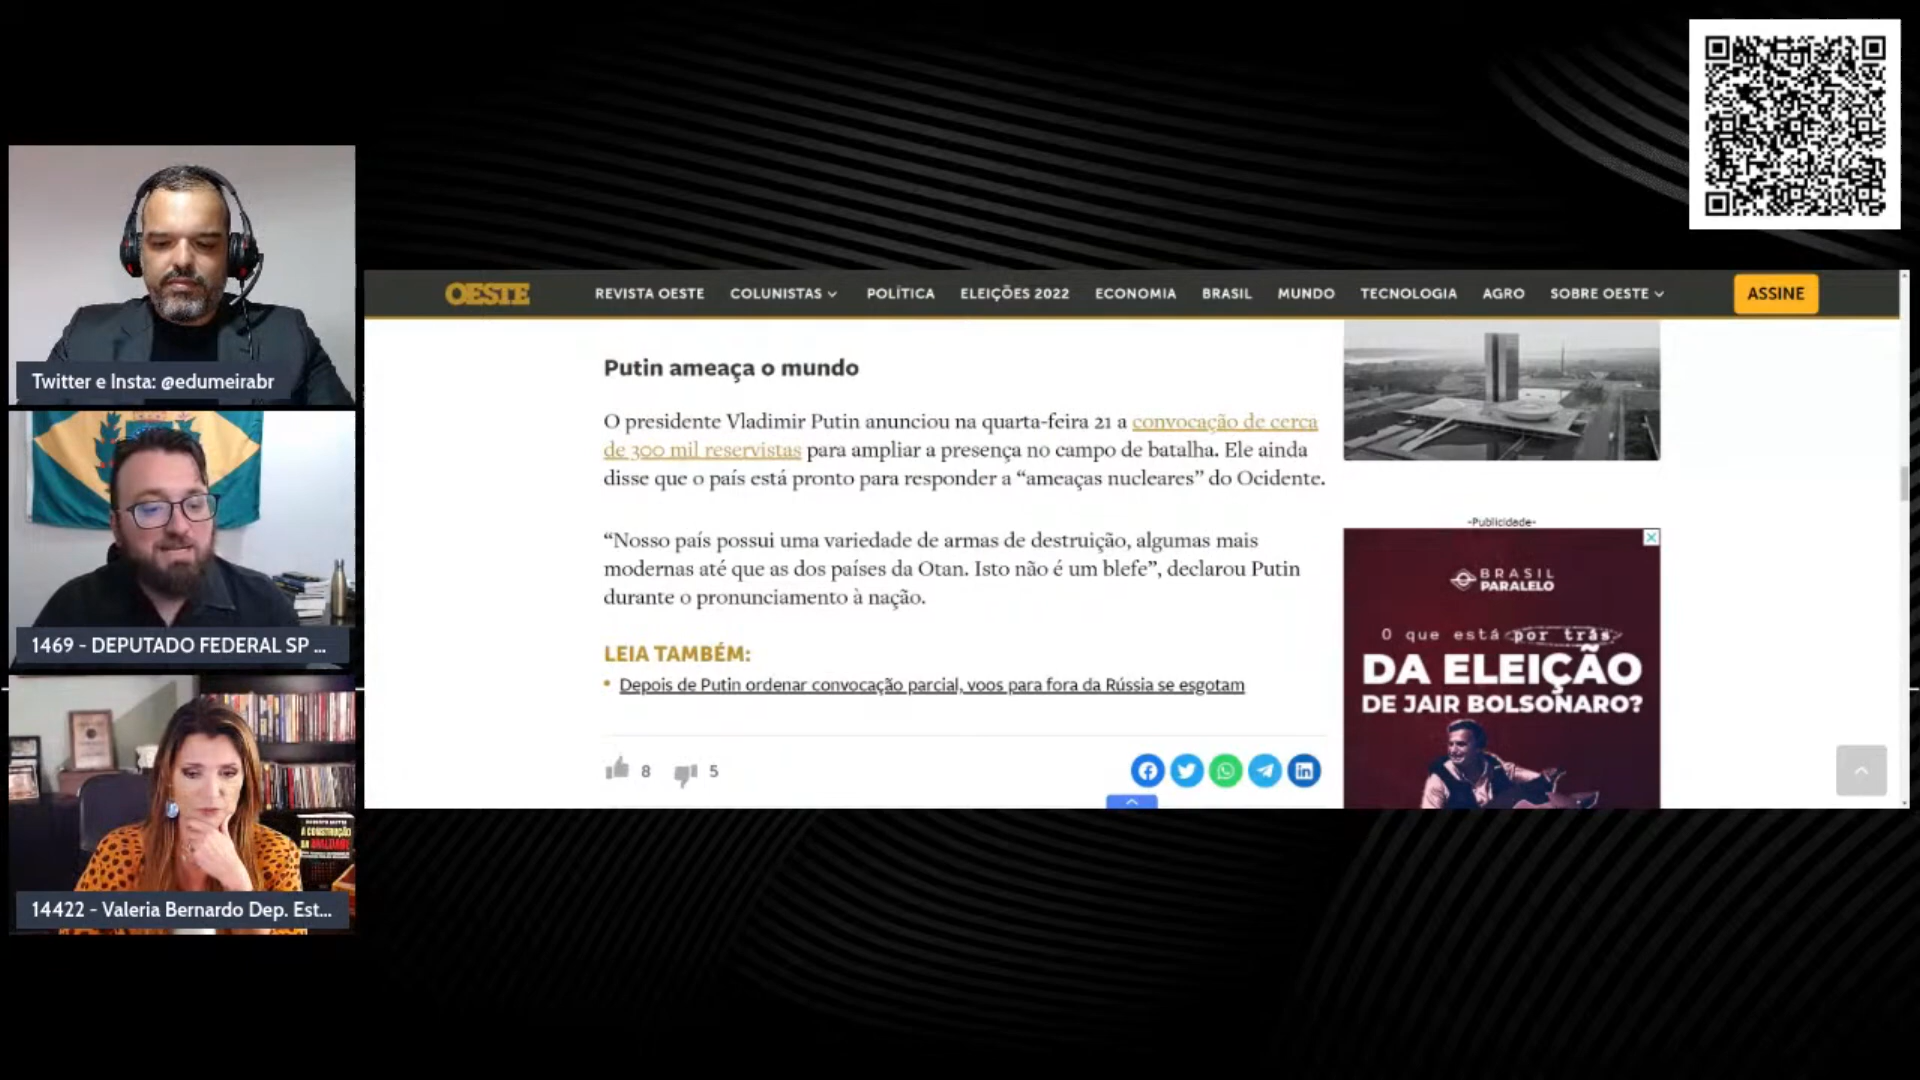 Twitter e Insta: @edumeirabr
1469 - DEPUTADO FEDERAL SP ...
14422 - Valeria Bernardo Dep. Est...
A CONSTRUÇÃO
DA MALDADE
OESTE
REVISTA OESTE
COLUNISTAS
POLÍTICA
ELEIÇÕES 2022
ECONOMIA
BRASIL
MUNDO
TECNOLOGIA
AGRO
SOBRE OESTE
ASSINE
Putin ameaça o mundo
O presidente Vladimir Putin anunciou na quarta-feira 21 a convocação de cerca
de 300 mil reservistas para ampliar a presença no campo de batalha. Ele ainda
disse que o país está pronto para responder a “ameaças nucleares” do Ocidente.
“Nosso país possui uma variedade de armas de destruição, algumas mais
modernas até que as dos países da Otan. Isto não é um blefe”, declarou Putin
durante o pronunciamento à nação.
LEIA TAMBÉM:
• Depois de Putin ordenar convocação parcial, voos para fora da Rússia se esgotam
8
5
-Publicidade-
BRASIL
PARALELO
O que está por trás
DA ELEIÇÃO
DE JAIR BOLSONARO?